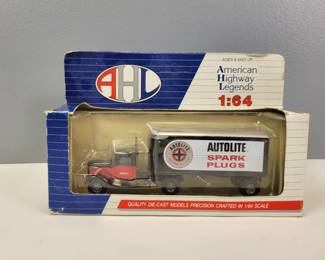 AHL
AGES 8 AND UP
American
Highway
Legends
1:64
AUTOLITE
AUTOLITE
SPARK
PLUGS
QUALITY DIE-CAST MODELS PRECISION CRAFTED IN 1:64 SCALE